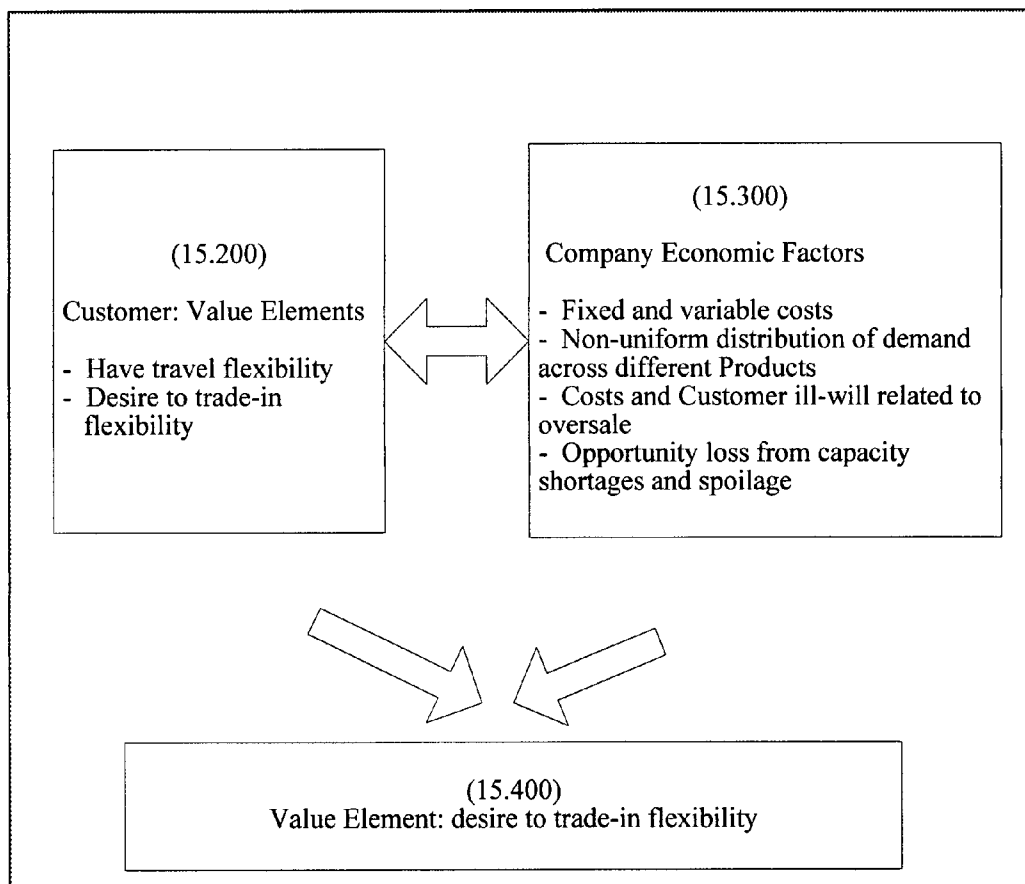 (15.200)
Customer: Value Elements
- Have travel flexibility
- Desire to trade-in
flexibility
(15.300)
Company Economic Factors
- Fixed and variable costs
- Non-uniform distribution of demand
across different Products
- Costs and Customer ill-will related to
oversale
- Opportunity loss from capacity
shortages and spoilage
(15.400)
Value Element: desire to trade-in flexibility